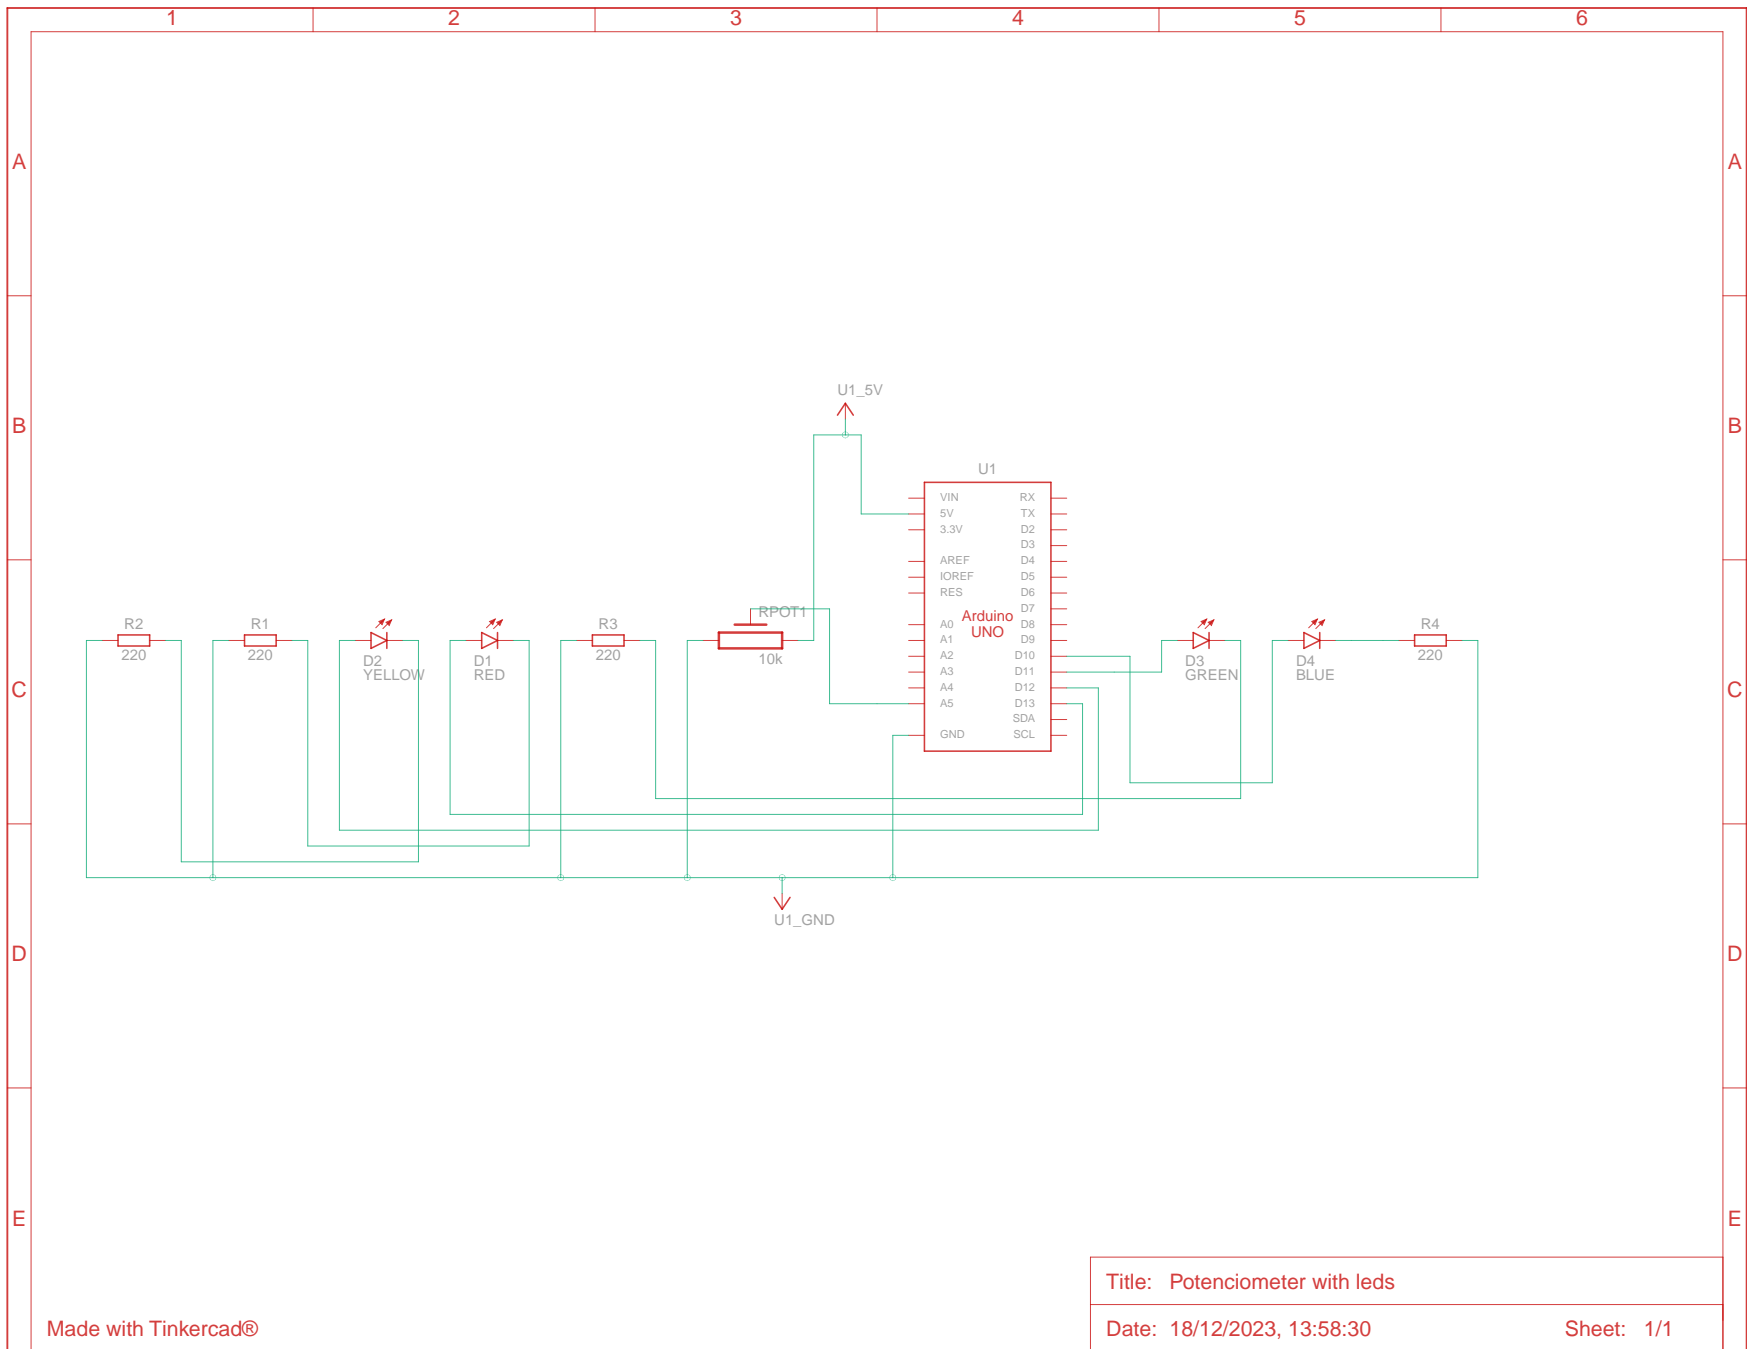 1 2 3 4 5 6
A A
B B
C C
D D
E E
U1_5V
U1
VIN RX
5V TX
3.3V D2
D3
AREF D4
IOREF D5
RES D6
D7
A0 D8
A1 D9
A2 D10
A3 D11
A4 D12
A5 D13
SDA
GND SCL
Arduino
UNO
R2
220
R1
220
D2
YELLOW
D1
RED
R3
220
RPOT1
10k
D3
GREEN
D4
BLUE
R4
220
U1_GND
Title: Potenciometer with leds
Made with Tinkercad®
Date: 18/12/2023, 13:58:30 Sheet: 1/1